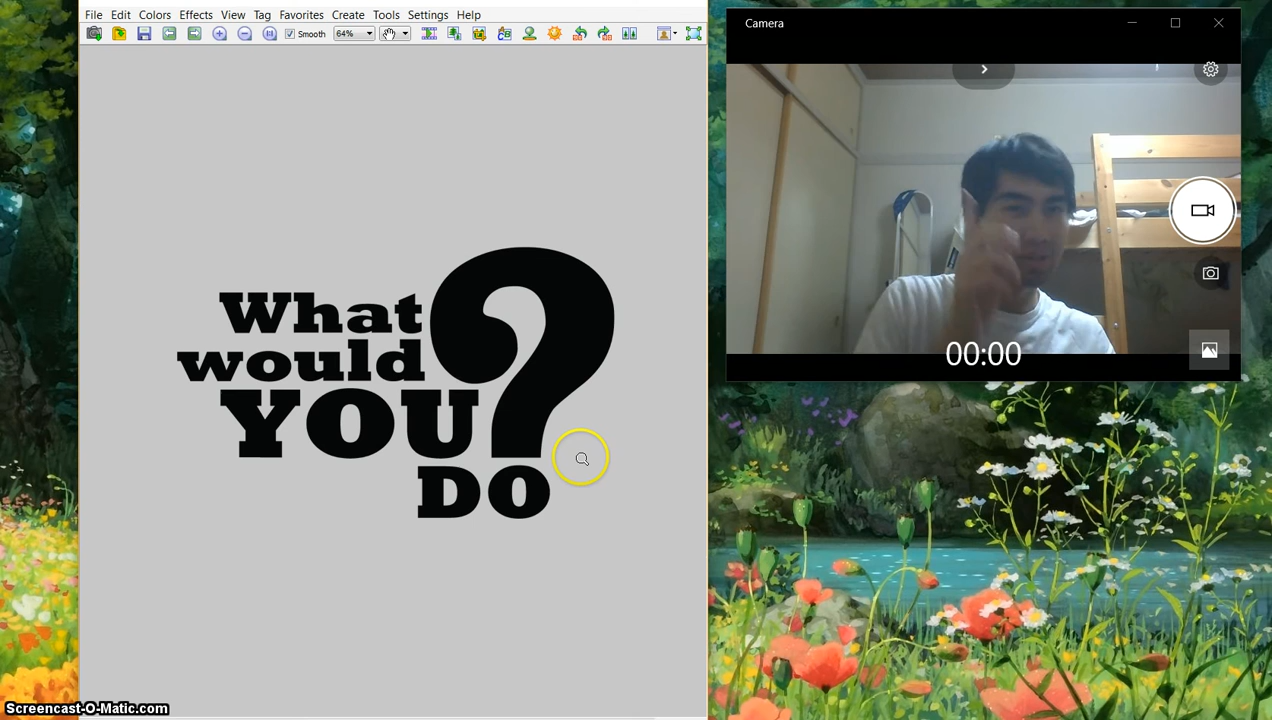 File Edit Colors Effects View Tag Favorites Create Tools Settings Help
Smooth 64%
What
would
YOU?
DO
Camera
00:00
SCREENCAST-O-MATIC.com